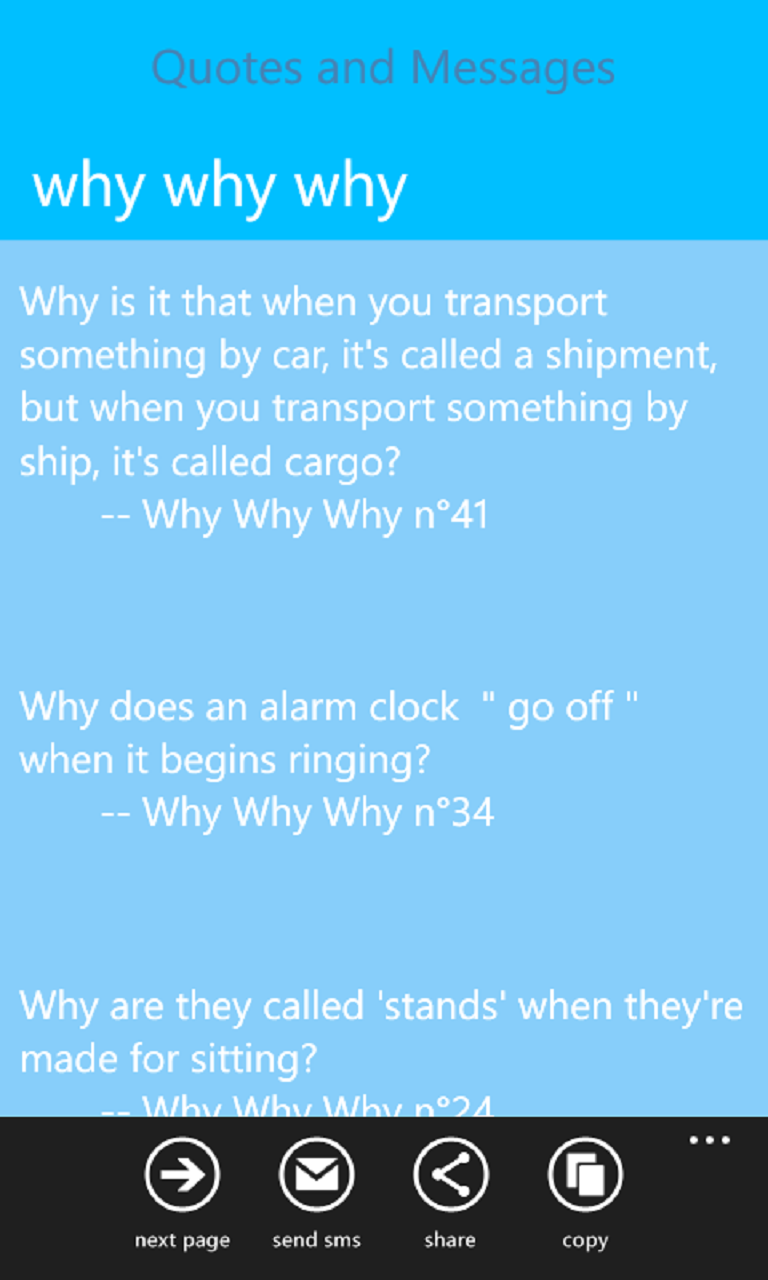 Quotes and Messages
why why why
Why is it that when you transport
something by car, it's called a shipment,
but when you transport something by
ship, it's called cargo?
-- Why Why Why n°41
Why does an alarm clock  " go off "
when it begins ringing?
-- Why Why Why n°34
Why are they called 'stands' when they're
made for sitting?
-- Why Why Why n°24
next page
send sms
share
copy